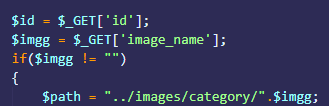 $id = $_GET['id'];
$imgg = $_GET['image_name'];
if($imgg != "")
{
$path = "../images/category/".$imgg;